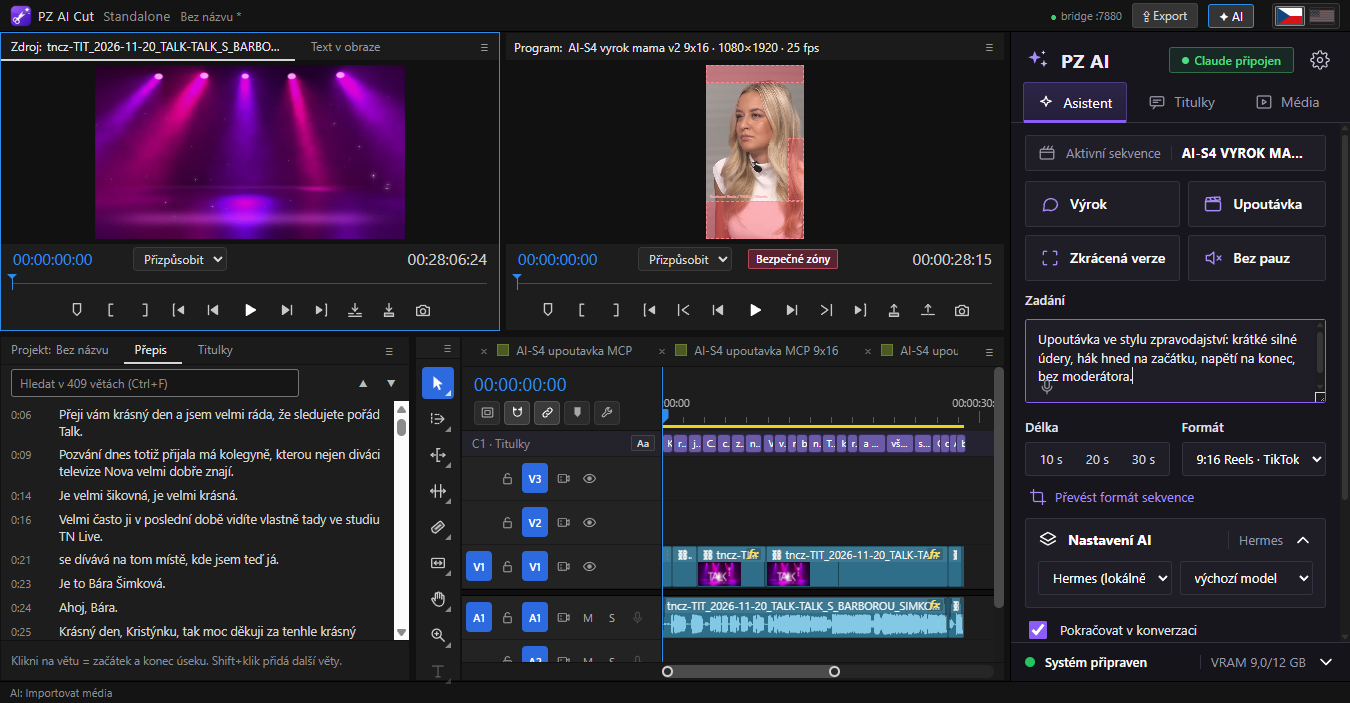 PZ AI Cut Standalone Bez názvu *
bridge :7880 Export AI
Zdroj: tncz-TIT_2026-11-20_TALK-TALK_S_BARBO... Text v obraze
00:00:00:00 Přizpůsobit 00:28:06:24
Program: AI-S4 vyrok mama v2 9x16 · 1080×1920 · 25 fps
00:00:00:00 Přizpůsobit Bezpečné zóny 00:00:28:15
Projekt: Bez názvu Přepis Titulky
Hledat v 409 větách (Ctrl+F)
0:06 Přeji vám krásný den a jsem velmi ráda, že sledujete pořad
Talk.
0:09 Pozvání dnes totiž přijala má kolegyně, kterou nejen diváci
televize Nova velmi dobře znají.
0:14 Je velmi šikovná, je velmi krásná.
0:16 Velmi často ji v poslední době vidíte vlastně tady ve studiu
TN Live.
0:21 se dívává na tom místě, kde jsem teď já.
0:23 Je to Bára Šimková.
0:24 Ahoj, Bára.
0:25 Krásný den, Kristýnku, tak moc děkuji za tenhle krásný
Klikni na větu = začátek a konec úseku. Shift+klik přidá další věty.
AI: Importovat média
AI-S4 upoutavka MCP AI-S4 upoutavka MCP 9x16 AI-S4 upou
00:00:00:00
:00:00 00:00:30:
C1 · Titulky Aa
K r... j.. C. c. z. n.. V v. r b n. T.. k r. a ... vš... s...
V3
V2
V1 V1 tncz-T tncz-TIT_2026-11-20_TALK-TA fx
TALK TALK
A1 A1 M S tncz-TIT_2026-11-20_TALK-TALK_S_BARBOROU_SIMKO fx
A2 M S
PZ AI Claude připojen
Asistent Titulky Média
Aktivní sekvence AI-S4 VYROK MA...
Výrok Upoutávka
Zkrácená verze Bez pauz
Zadání
Upoutávka ve stylu zpravodajství: krátké silné
údery, hák hned na začátku, napětí na konec,
bez moderátora.
Délka Formát
10 s 20 s 30 s 9:16 Reels · TikTok
Převést formát sekvence
Nastavení AI Hermes
Hermes (lokálně výchozí model
Pokračovat v konverzaci
Systém připraven VRAM 9,0/12 GB